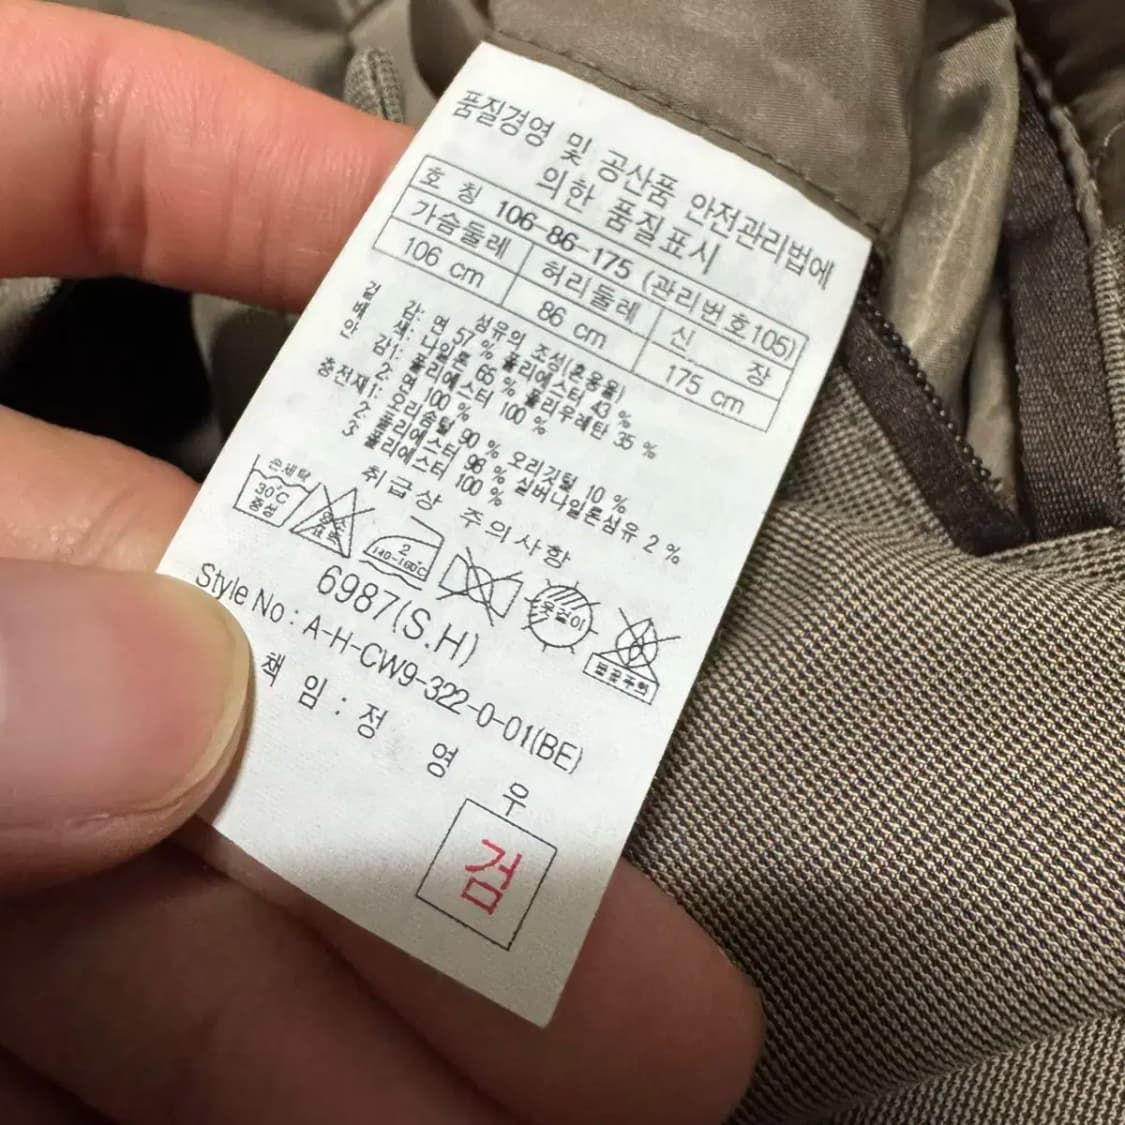 품질경영 및 공산품 안전관리법에
의한 품질표시
호 칭 106-86-175 (관리번호105)
가슴둘레 허리둘레 신 장
106 cm 86 cm 175 cm
섬유의 조성(혼용율)
겉 감: 면 57 % 폴리에스터 43 %
배 색: 나일론 65 % 폴리우레탄 35 %
안 감1: 폴리에스터 100 %
2: 면 100 %
충전재1: 오리솜털 90 % 오리깃털 10 %
2: 폴리에스터 98 % 실버나일론섬유 2 %
3: 폴리에스터 100 %
취급상 주의사항
손세탁
30℃
중성
염소
표백
2
140-160℃
옷걸이
6987(S.H)
Style No : A-H-CW9-322-0-01(BE)
책 임 : 정 영 우
검